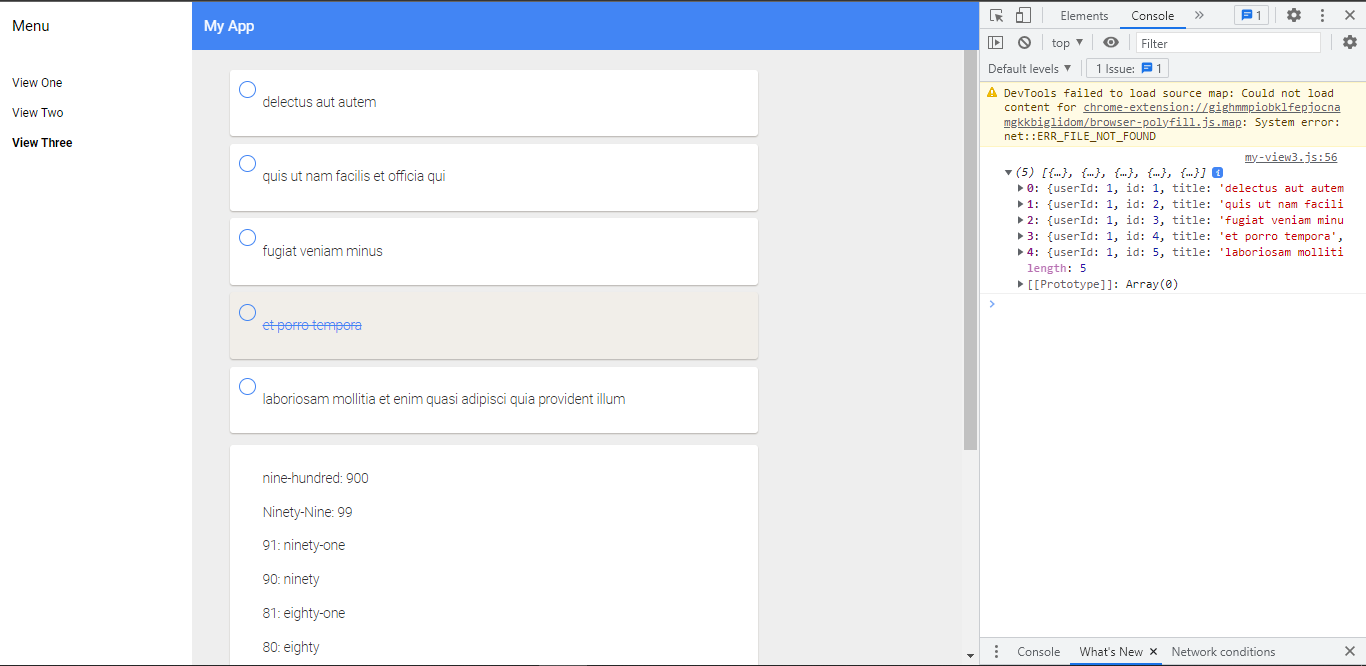 Menu
My App
View One
View Two
View Three
delectus aut autem
quis ut nam facilis et officia qui
fugiat veniam minus
et porro tempora
laboriosam mollitia et enim quasi adipisci quia provident illum
nine-hundred: 900
Ninety-Nine: 99
91: ninety-one
90: ninety
81: eighty-one
80: eighty
Elements Console » 1
top ▼ Filter
Default levels ▼ 1 Issue: 1
DevTools failed to load source map: Could not load
content for chrome-extension://gighmmpiobklfepjocna
mgkkbiglidom/browser-polyfill.js.map: System error:
net::ERR_FILE_NOT_FOUND
my-view3.js:56
▼(5) [{…}, {…}, {…}, {…}, {…}] i
▶0: {userId: 1, id: 1, title: 'delectus aut autem
▶1: {userId: 1, id: 2, title: 'quis ut nam facili
▶2: {userId: 1, id: 3, title: 'fugiat veniam minu
▶3: {userId: 1, id: 4, title: 'et porro tempora',
▶4: {userId: 1, id: 5, title: 'laboriosam molliti
length: 5
▶[[Prototype]]: Array(0)
Console What's New × Network conditions